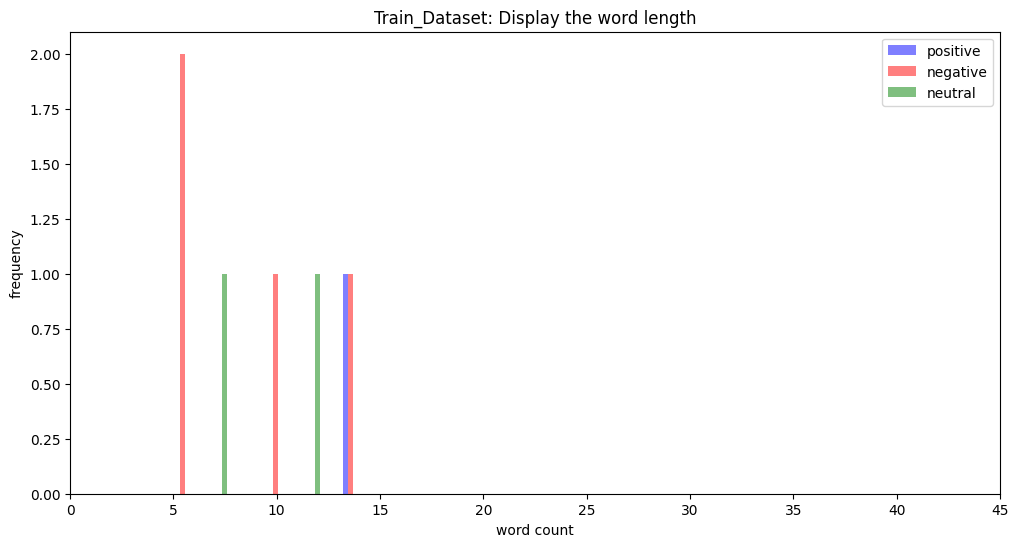 Train_Dataset: Display the word length
positive
negative
neutral
2.00
1.75
1.50
1.25
1.00
0.75
0.50
0.25
0.00
frequency
0 5 10 15 20 25 30 35 40 45
word count